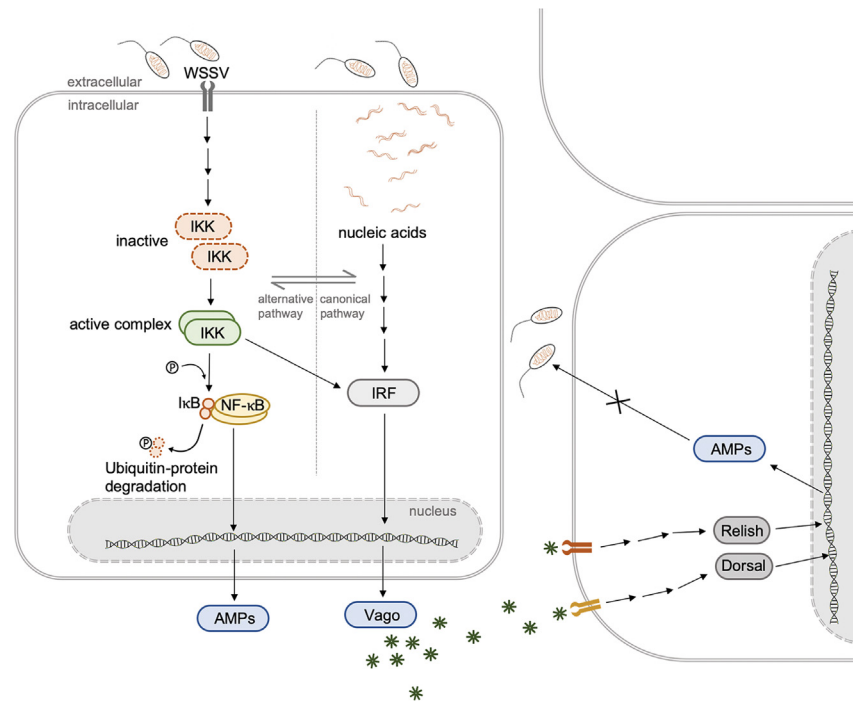 WSSV
extracellular
intracellular
IKK
inactive
IKK
nucleic acids
alternative
pathway
canonical
pathway
active complex
IKK
P
IκB
NF-κB
IRF
P
Ubiquitin-protein
degradation
nucleus
AMPs
Vago
AMPs
Relish
Dorsal